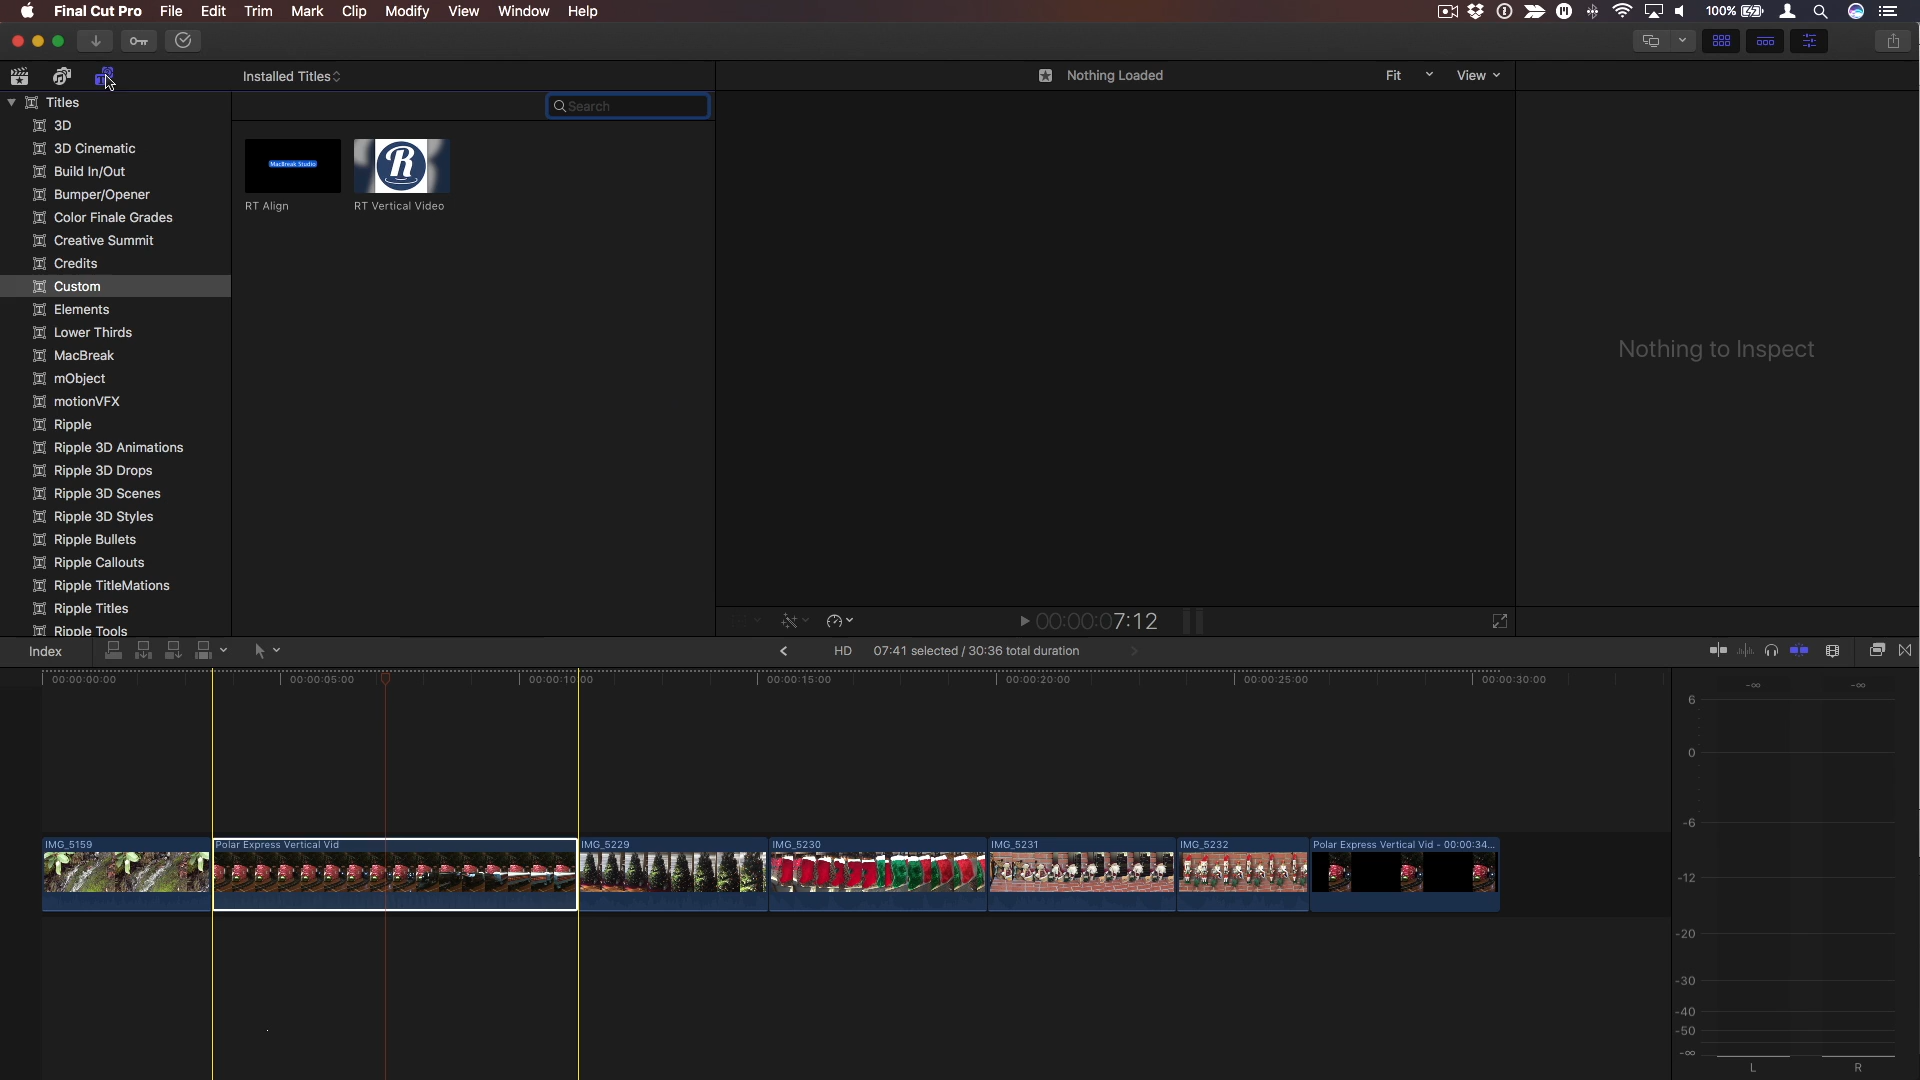 Final Cut Pro File Edit Trim Mark Clip Modify View Window Help 100%
Installed Titles
Nothing Loaded
Fit
View
Titles
Search
3D
3D Cinematic
Build In/Out
Bumper/Opener
Color Finale Grades
Creative Summit
Credits
Custom
Elements
Lower Thirds
MacBreak
mObject
motionVFX
Ripple
Ripple 3D Animations
Ripple 3D Drops
Ripple 3D Scenes
Ripple 3D Styles
Ripple Bullets
Ripple Callouts
Ripple TitleMations
Ripple Titles
Ripple Tools
MacBreak Studio
R
RT Align
RT Vertical Video
Nothing to Inspect
00:00:07:12
Index
HD
07:41 selected / 30:36 total duration
00:00:00:00
00:00:05:00
00:00:10:00
00:00:15:00
00:00:20:00
00:00:25:00
00:00:30:00
IMG_5159
Polar Express Vertical Vid
IMG_5229
IMG_5230
IMG_5231
IMG_5232
Polar Express Vertical Vid - 00:00:34...
-∞ -∞
6
0
-6
-12
-20
-30
-40
-50
-∞
L R